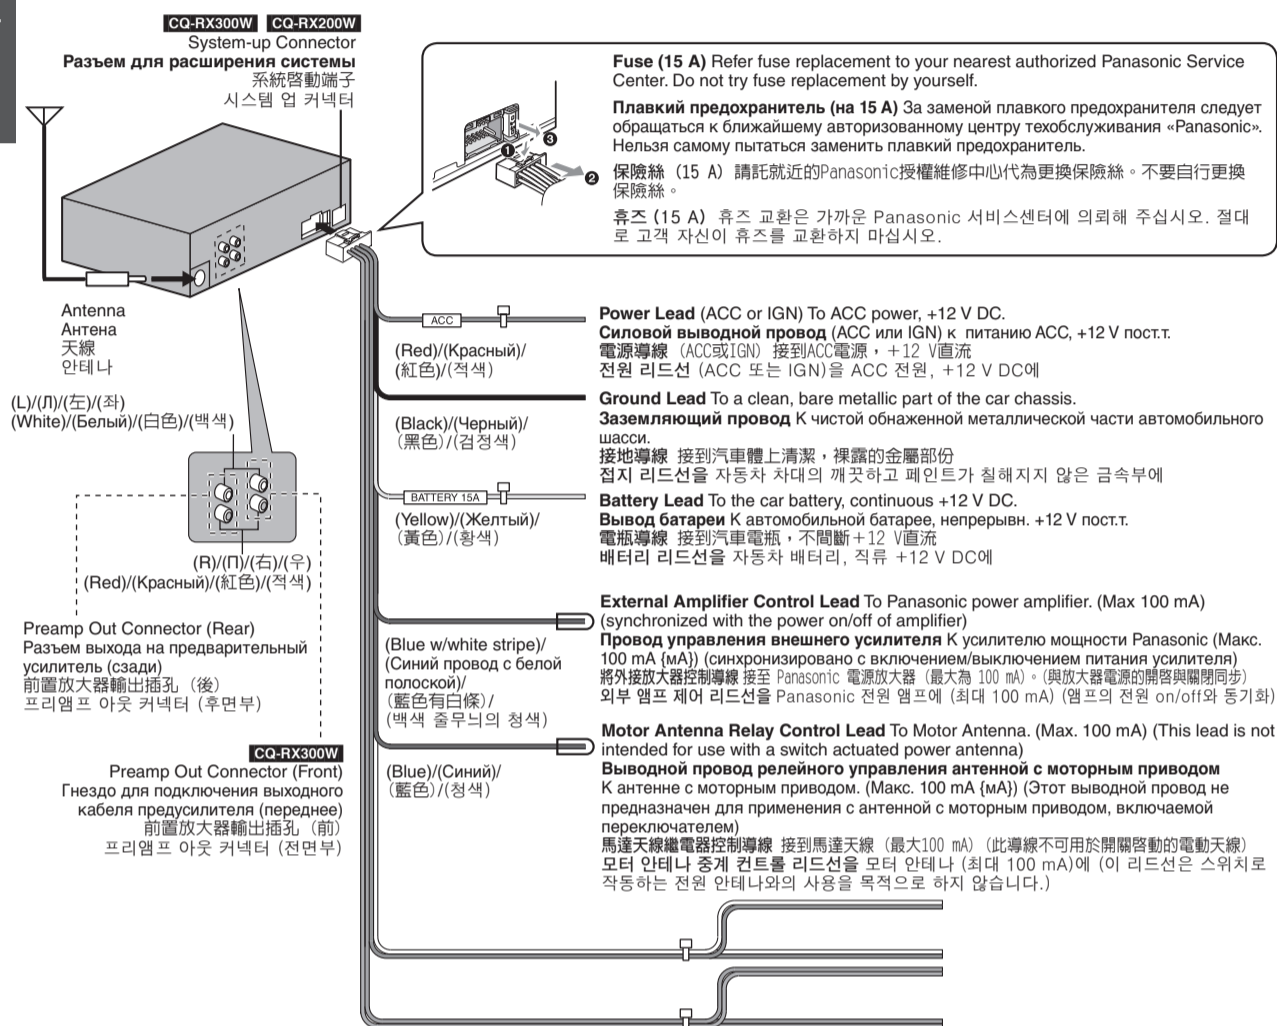 CQ-RX300W CQ-RX200W
System-up Connector
Разъем для расширения системы
系統啓動端子
시스템 업 커넥터
Fuse (15 A) Refer fuse replacement to your nearest authorized Panasonic Service
Center. Do not try fuse replacement by yourself.
Плавкий предохранитель (на 15 А) За заменой плавкого предохранителя следует
обращаться к ближайшему авторизованному центру техобслуживания «Panasonic».
Нельзя самому пытаться заменить плавкий предохранитель.
保險絲（15 A）請託就近的Panasonic授權維修中心代為更換保險絲。不要自行更換
保險絲。
휴즈 (15 A) 휴즈 교환은 가까운 Panasonic 서비스센터에 의뢰해 주십시오. 절대
로 고객 자신이 휴즈를 교환하지 마십시오.
❶
❸
❷
Antenna
Антена
天線
안테나
ACC
(Red)/(Красный)/
(紅色)/(적색)
Power Lead (ACC or IGN) To ACC power, +12 V DC.
Силовой выводной провод (ACC или IGN) к питанию ACC, +12 V пост.т.
電源導線（ACC或IGN）接到ACC電源，＋12 V直流
전원 리드선 (ACC 또는 IGN)을 ACC 전원, +12 V DC에
(Black)/(Черный)/
(黑色)/(검정색)
Ground Lead To a clean, bare metallic part of the car chassis.
Заземляющий провод К чистой обнаженной металлической части автомобильного
шасси.
接地導線 接到汽車體上清潔，裸露的金屬部份
접지 리드선을 자동차 차대의 깨끗하고 페인트가 칠해지지 않은 금속부에
BATTERY 15A
(Yellow)/(Желтый)/
(黃色)/(황색)
Battery Lead To the car battery, continuous +12 V DC.
Вывод батареи К автомобильной батарее, непрерывн. +12 V пост.т.
電瓶導線 接到汽車電瓶，不間斷＋12 V直流
배터리 리드선을 자동차 배터리, 직류 +12 V DC에
(L)/(Л)/(左)/(좌)
(White)/(Белый)/(白色)/(백색)
(R)/(П)/(右)/(우)
(Red)/(Красный)/(紅色)/(적색)
Preamp Out Connector (Rear)
Разъем выхода на предварительный
усилитель (сзади)
前置放大器輸出插孔（後）
프리앰프 아웃 커넥터 (후면부)
CQ-RX300W
Preamp Out Connector (Front)
Гнездо для подключения выходного
кабеля предусилителя (переднее)
前置放大器輸出插孔（前）
프리앰프 아웃 커넥터 (전면부)
(Blue w/white stripe)/
(Синий провод с белой
полоской)/
(藍色有白條)/
(백색 줄무늬의 청색)
External Amplifier Control Lead To Panasonic power amplifier. (Max 100 mA)
(synchronized with the power on/off of amplifier)
Провод управления внешнего усилителя К усилителю мощности Panasonic (Макс.
100 mA {мА}) (синхронизировано с включением/выключением питания усилителя)
將外接放大器控制導線 接至 Panasonic 電源放大器（最大為 100 mA）。(與放大器電源的開啓與關閉同步)
외부 앰프 제어 리드선을 Panasonic 전원 앰프에 (최대 100 mA) (앰프의 전원 on/off와 동기화)
(Blue)/(Синий)/
(藍色)/(청색)
Motor Antenna Relay Control Lead To Motor Antenna. (Max. 100 mA) (This lead is not
intended for use with a switch actuated power antenna)
Выводной провод релейного управления антенной с моторным приводом
К антенне с моторным приводом. (Макс. 100 mA {мА}) (Этот выводной провод не
предназначен для применения с антенной с моторным приводом, включаемой
переключателем)
馬達天線繼電器控制導線 接到馬達天線（最大100 mA）（此導線不可用於開關啓動的電動天線）
모터 안테나 중계 컨트롤 리드선을 모터 안테나 (최대 100 mA)에 (이 리드선은 스위치로
작동하는 전원 안테나와의 사용을 목적으로 하지 않습니다.)